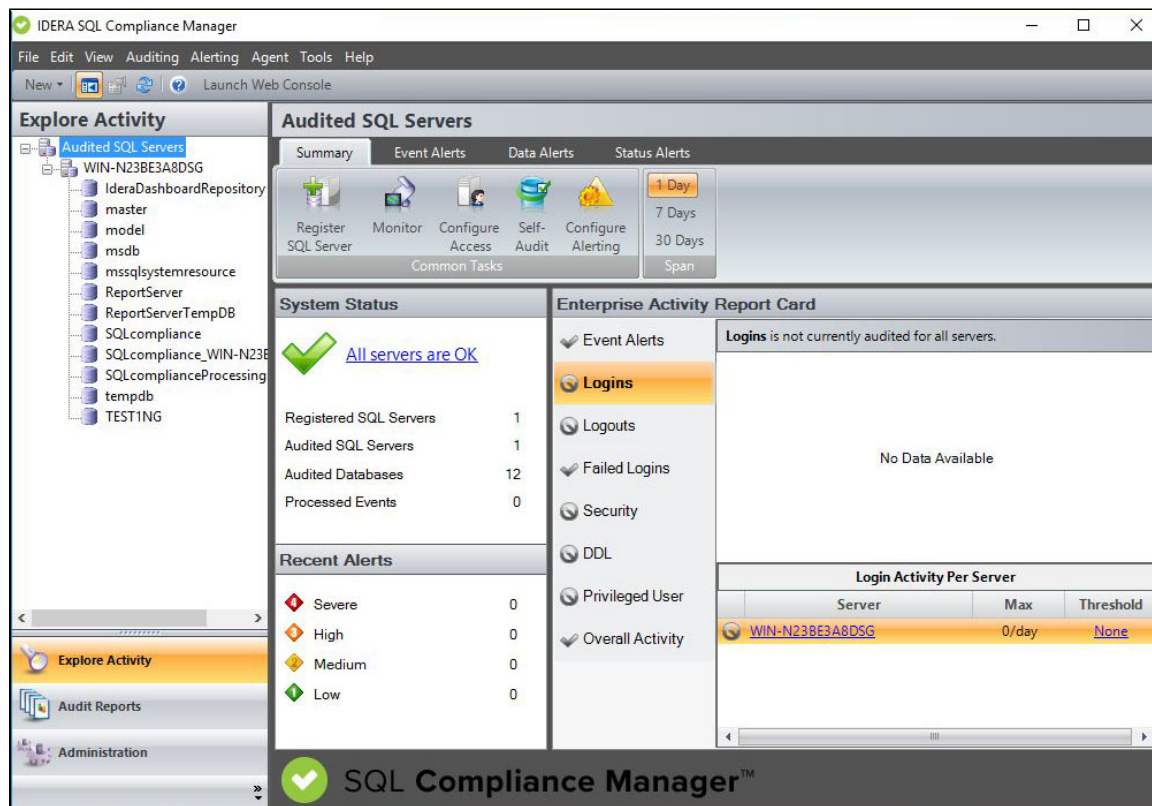 IDERA SQL Compliance Manager
File Edit View Auditing Alerting Agent Tools Help
New Launch Web Console
Explore Activity
Audited SQL Servers
WIN-N23BE3A8DSG
IderaDashboardRepository
master
model
msdb
mssqlsystemresource
ReportServer
ReportServerTempDB
SQLcompliance
SQLcompliance_WIN-N23E
SQLcomplianceProcessing
tempdb
TEST1NG
Explore Activity
Audit Reports
Administration
Audited SQL Servers
Summary Event Alerts Data Alerts Status Alerts
Register SQL Server
Monitor
Configure Access
Self-Audit
Configure Alerting
Common Tasks
1 Day
7 Days
30 Days
Span
System Status
All servers are OK
Registered SQL Servers 1
Audited SQL Servers 1
Audited Databases 12
Processed Events 0
Recent Alerts
4 Severe 0
3 High 0
2 Medium 0
1 Low 0
Enterprise Activity Report Card
Event Alerts
Logins
Logouts
Failed Logins
Security
DDL
Privileged User
Overall Activity
Logins is not currently audited for all servers.
No Data Available
Login Activity Per Server
Server Max Threshold
WIN-N23BE3A8DSG 0/day None
SQL Compliance Manager™